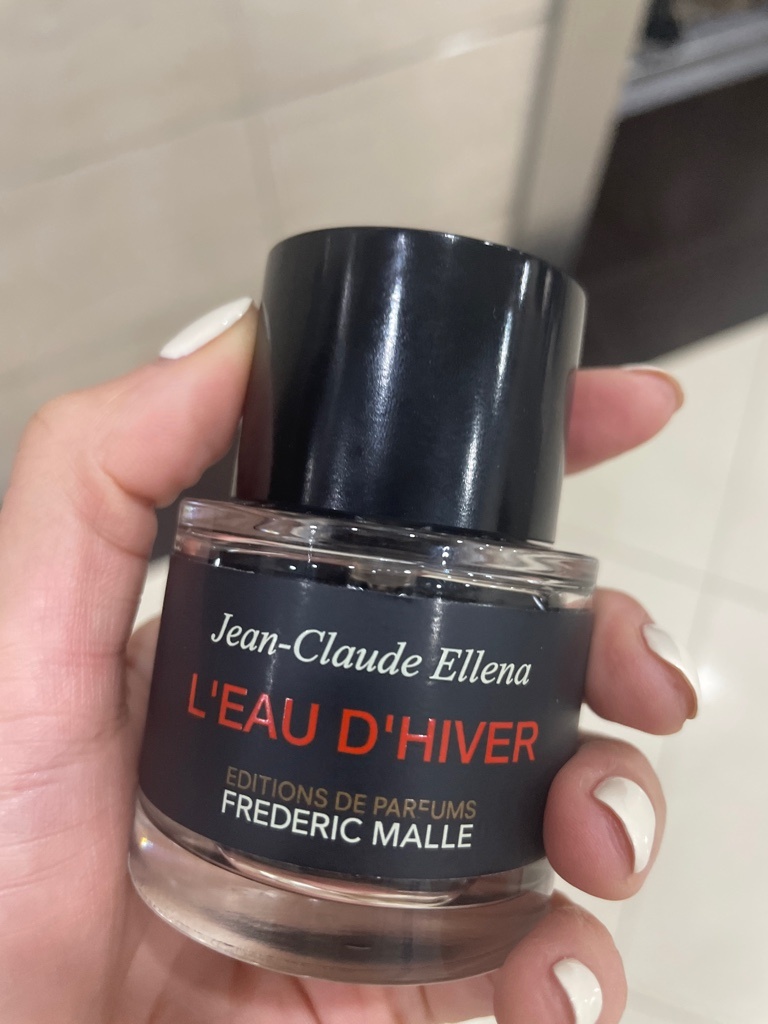 Jean-Claude Ellena
L'EAU D'HIVER
EDITIONS DE PARFUMS
FREDERIC MALLE